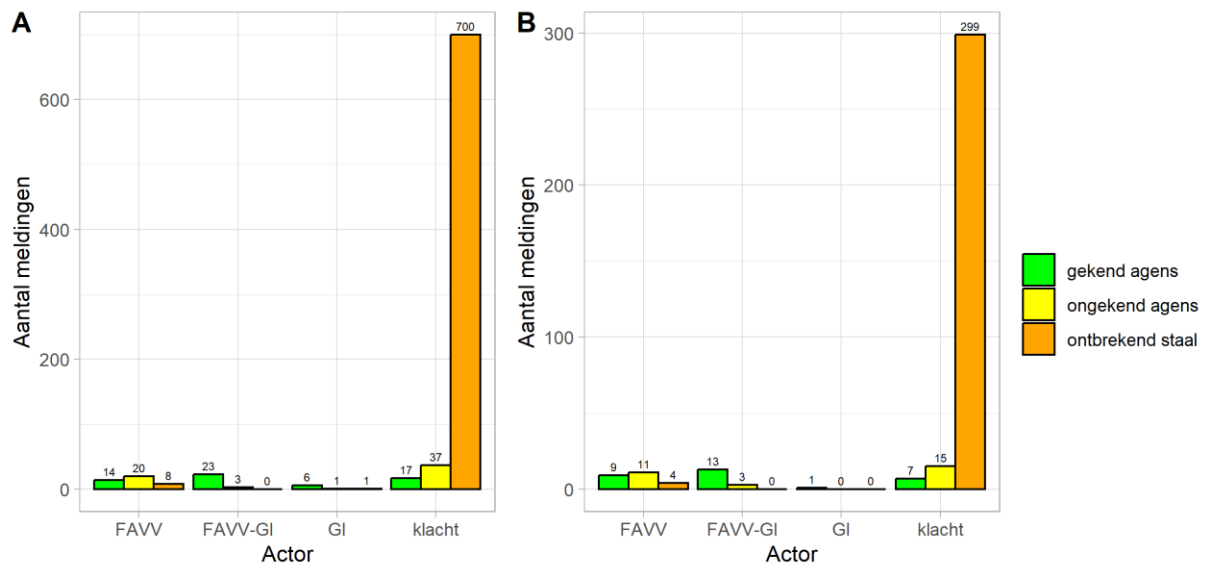 A
Aantal meldingen
600
400
200
0
14
20
8
23
3
0
6
1
1
17
37
700
FAVV
FAVV-GI
GI
klacht
Actor
B
Aantal meldingen
300
200
100
0
9
11
4
13
3
0
1
0
0
7
15
299
FAVV
FAVV-GI
GI
klacht
Actor
gekend agens
ongekend agens
ontbrekend staal